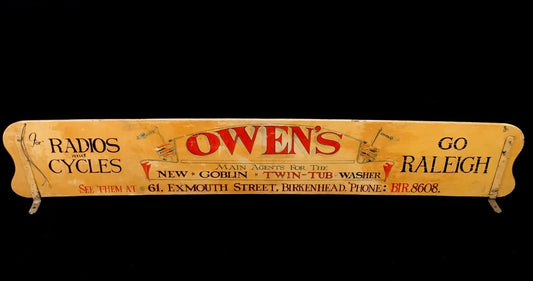 For RADIOS and CYCLES
OWEN'S
MAIN AGENTS FOR THE
NEW · GOBLIN · TWIN-TUB · WASHER
GO RALEIGH
SEE THEM AT · 61, EXMOUTH STREET, BIRKENHEAD. 'PHONE: BIR. 8608.